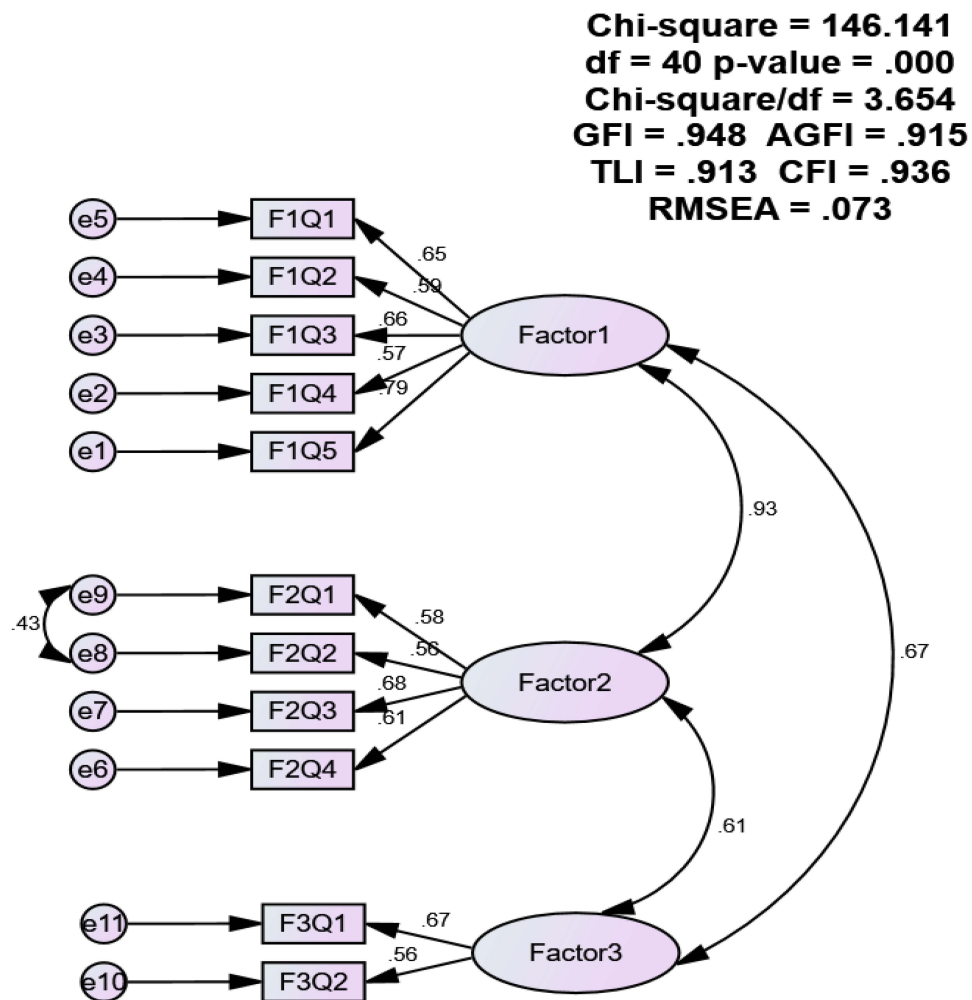 Chi-square = 146.141
df = 40 p-value = .000
Chi-square/df = 3.654
GFI = .948 AGFI = .915
TLI = .913 CFI = .936
RMSEA = .073
e5 F1Q1 .65
e4 F1Q2 .59
e3 F1Q3 .66 Factor1
e2 F1Q4 .57
e1 F1Q5 .79
.93
e9 F2Q1 .58
.43
e8 F2Q2 .56 Factor2
e7 F2Q3 .68
e6 F2Q4 .61
.67
.61
e11 F3Q1 .67
Factor3
e10 F3Q2 .56